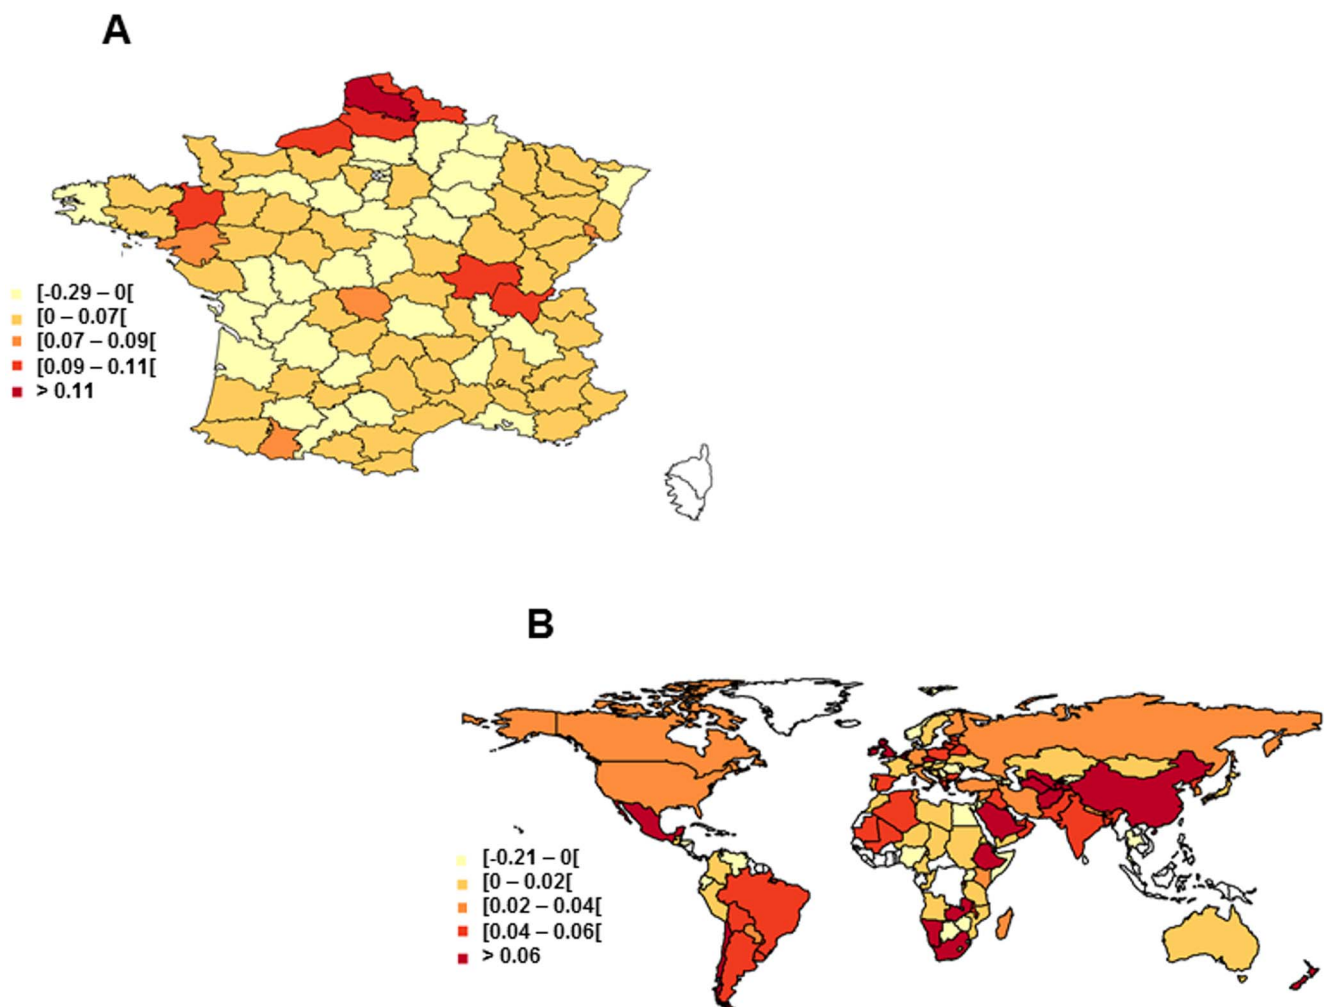 A
[-0.29 – 0[
[0 – 0.07[
[0.07 – 0.09[
[0.09 – 0.11[
> 0.11
B
[-0.21 – 0[
[0 – 0.02[
[0.02 – 0.04[
[0.04 – 0.06[
> 0.06